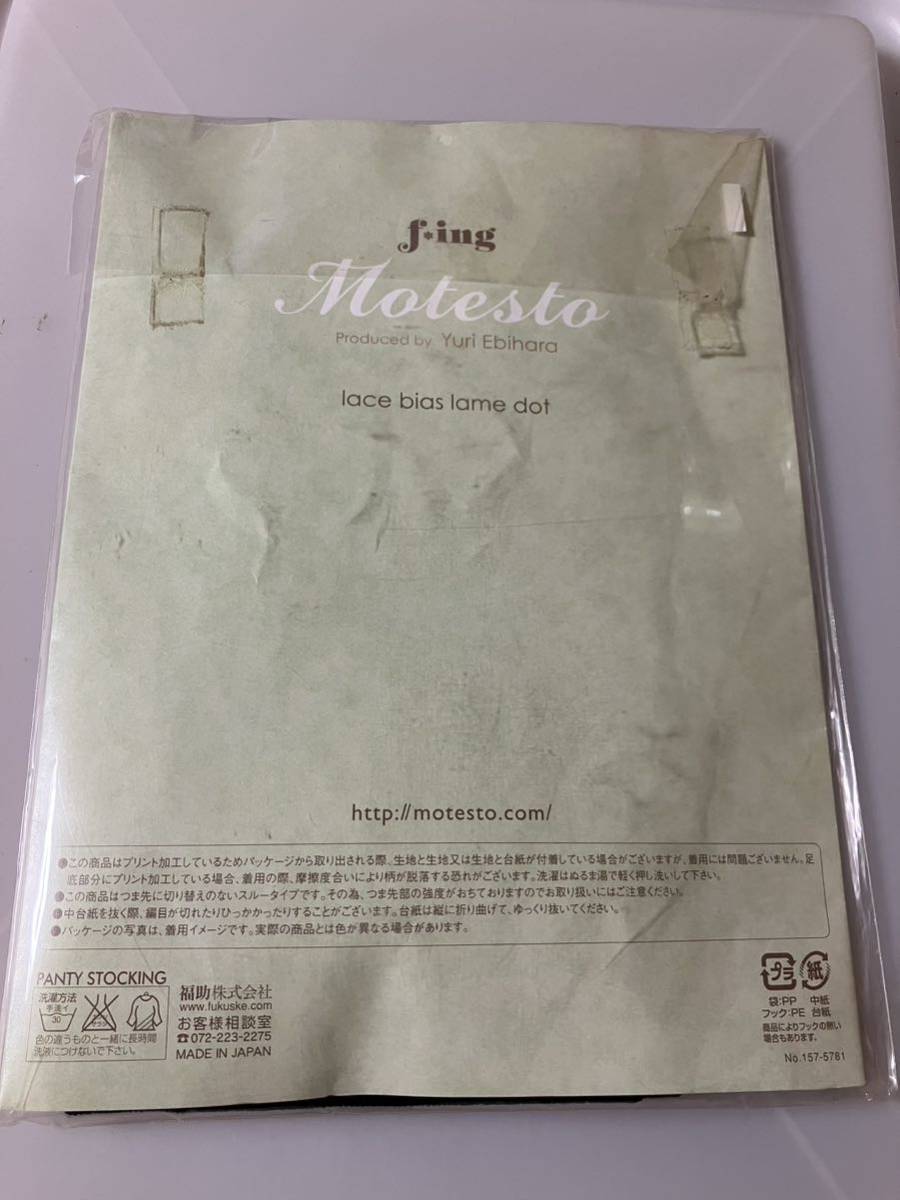 f*ing
Motesto
Produced by Yuri Ebihara
lace bias lame dot
http://motesto.com/
●この商品はプリント加工しているためパッケージから取り出される際、生地と生地又は生地と台紙が付着している場合がございますが、着用には問題ございません。足
底部分にプリント加工している場合、着用の際、摩擦度合いにより柄が脱落する恐れがございます。洗濯はぬるま湯で軽く押し洗いして下さい。
●この商品はつま先に切り替えのないスルータイプです。その為、つま先部の強度がおちておりますのでお取り扱いにはご注意ください。
●中台紙を抜く際、編目が切れたりひっかかったりすることがございます。台紙は縦に折り曲げて、ゆっくり抜いてください。
●パッケージの写真は、着用イメージです。実際の商品とは色が異なる場合があります。
PANTY STOCKING
洗濯方法
手洗イ
30
色の違うものと一緒に長時間
洗液につけないで下さい。
福助株式会社
www.fukuske.com
お客様相談室
☎072-223-2275
MADE IN JAPAN
プラ
紙
袋:PP 中紙
フック:PE 台紙
商品によりフックの無い
場合もあります。
No.157-5781